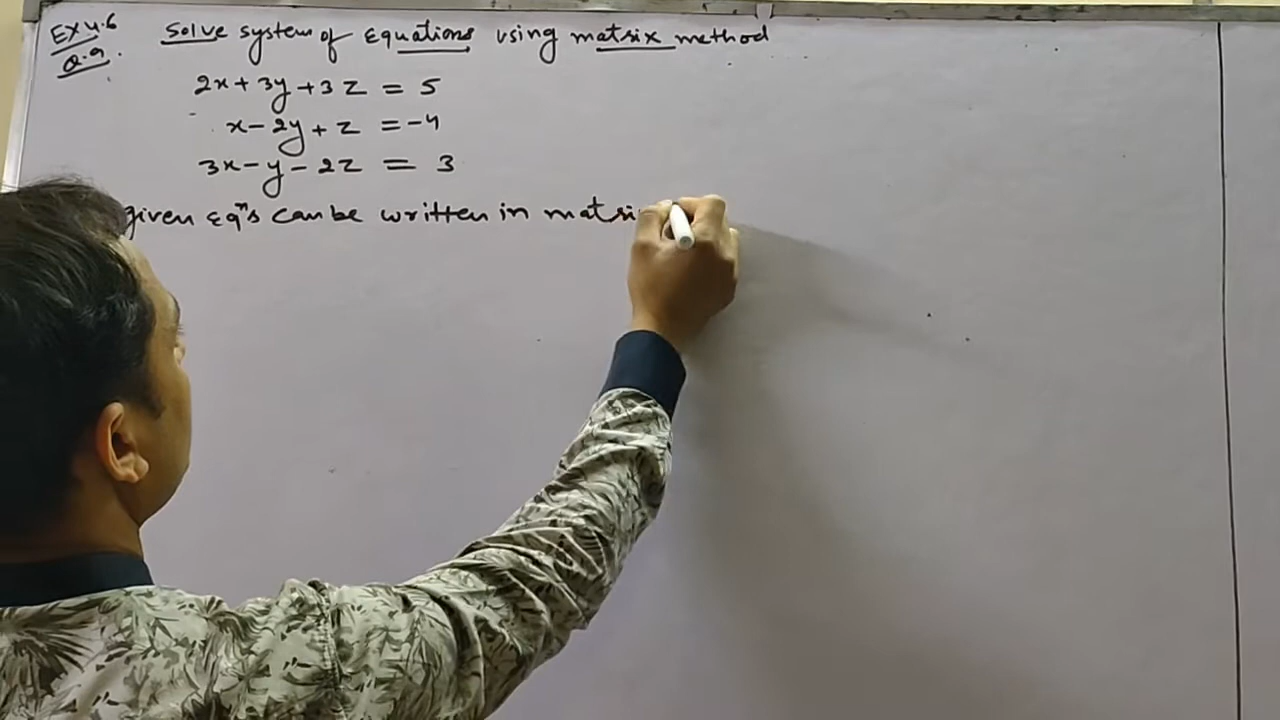 Ex 4.6 Solve system of Equations using matrix method
Q.9.
2x + 3y + 3z = 5
x - 2y + z = -4
3x - y - 2z = 3
given Eqⁿs can be written in matri